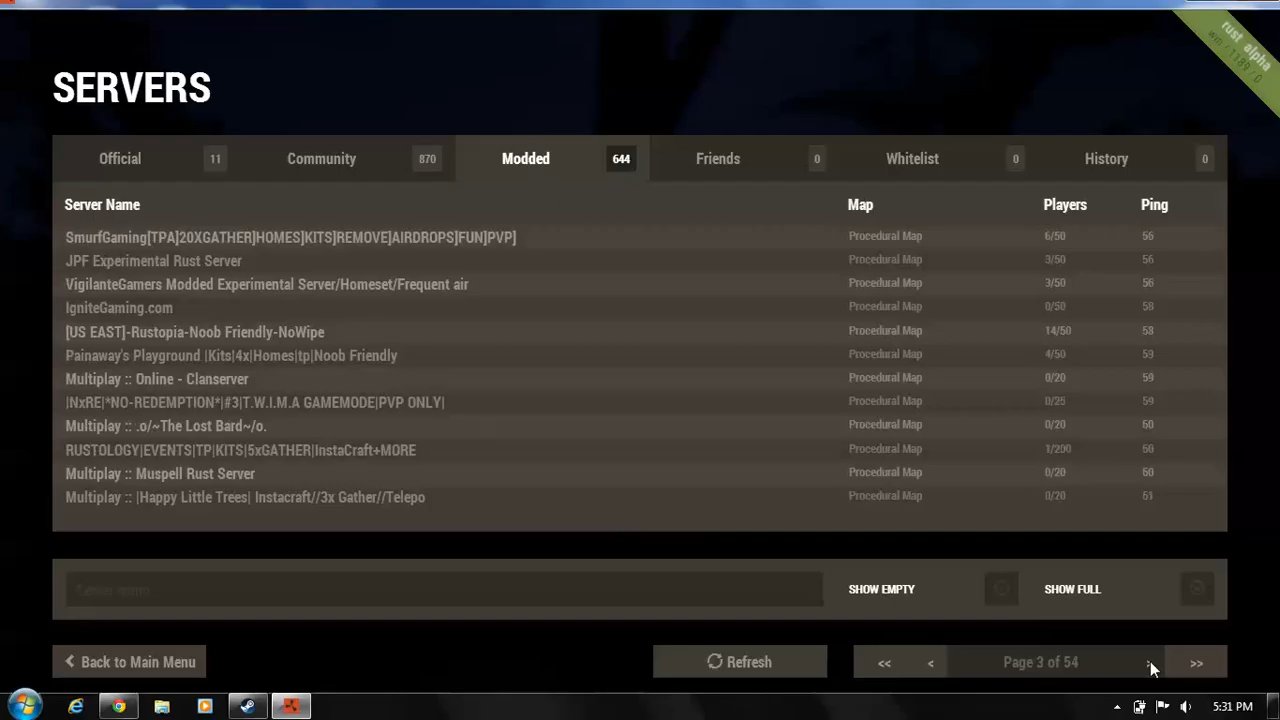 rust alpha
SERVERS
Official 11 Community 870 Modded 644 Friends 0 Whitelist 0 History 0
Server Name Map Players Ping
SmurfGaming[TPA]20XGATHER]HOMES]KITS]REMOVE]AIRDROPS]FUN]PVP] Procedural Map 6/50 56
JPF Experimental Rust Server Procedural Map 3/50 56
VigilanteGamers Modded Experimental Server/Homeset/Frequent air Procedural Map 3/50 56
IgniteGaming.com Procedural Map 0/50 58
[US EAST]-Rustopia-Noob Friendly-NoWipe Procedural Map 14/50 58
Painaway's Playground |Kits|4x|Homes|tp|Noob Friendly Procedural Map 4/50 59
Multiplay :: Online - Clanserver Procedural Map 0/20 59
|NxRE|*NO-REDEMPTION*|#3|T.W.I.M.A GAMEMODE|PVP ONLY| Procedural Map 0/25 59
Multiplay :: .o/~The Lost Bard~/o. Procedural Map 0/20 60
RUSTOLOGY|EVENTS|TP|KITS|5xGATHER|InstaCraft+MORE Procedural Map 1/200 60
Multiplay :: Muspell Rust Server Procedural Map 0/20 60
Multiplay :: |Happy Little Trees| Instacraft//3x Gather//Telepo Procedural Map 0/20 61
SHOW EMPTY SHOW FULL
< Back to Main Menu Refresh << < Page 3 of 54 >>
5:31 PM